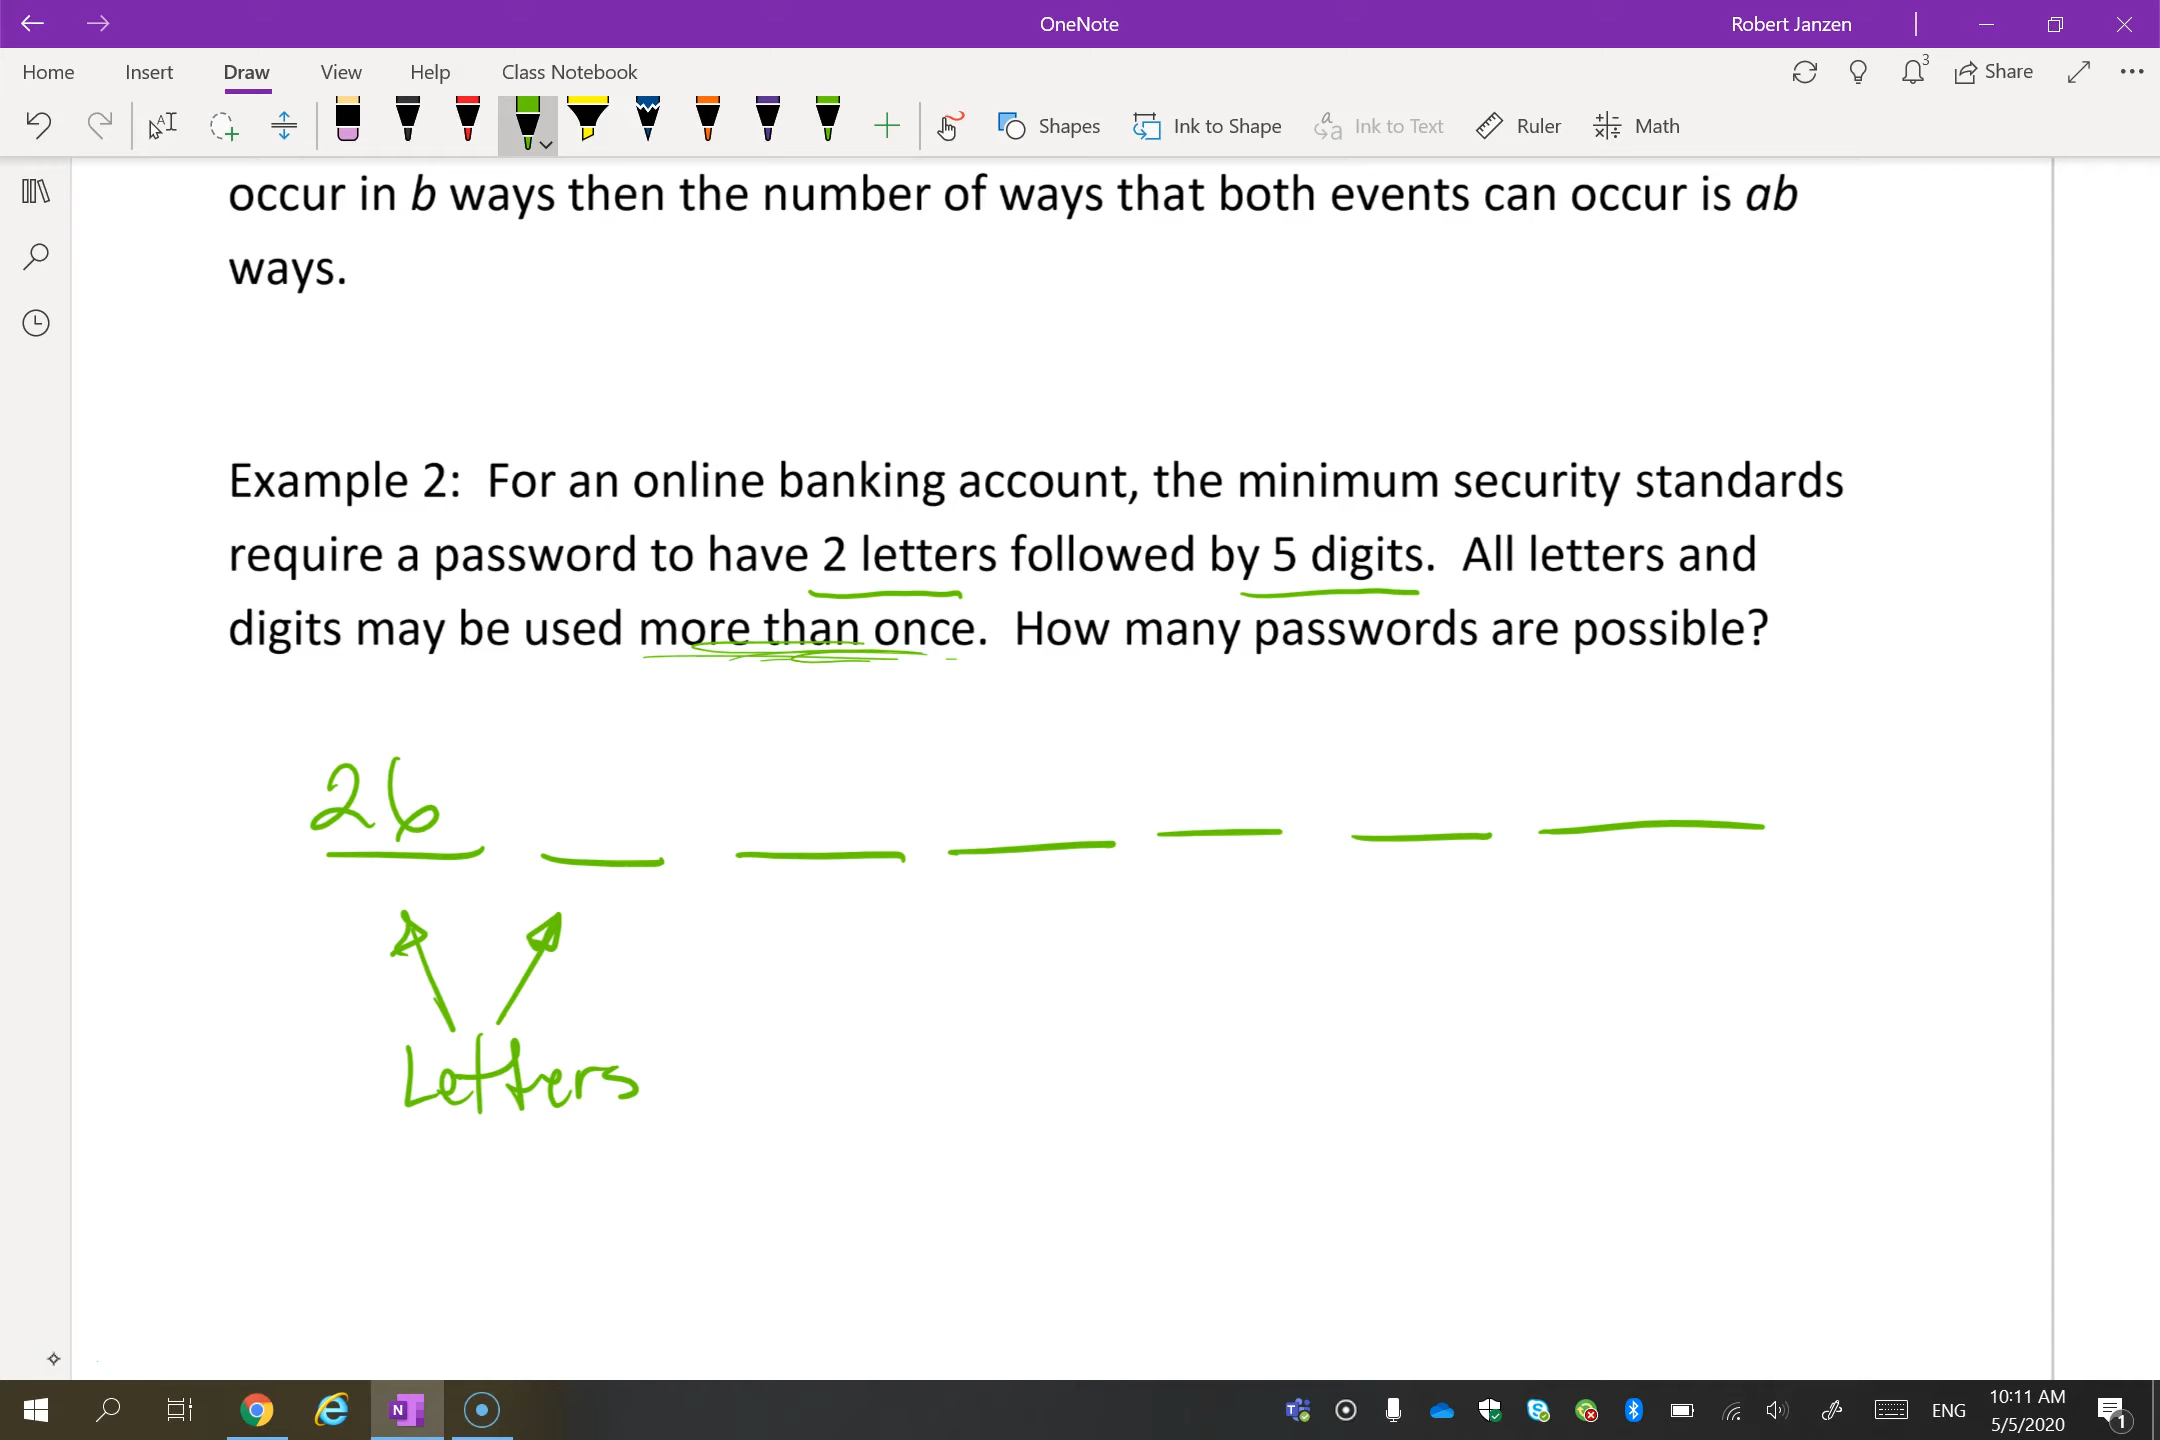 OneNote
Robert Janzen
Home Insert Draw View Help Class Notebook
3
Share
Shapes Ink to Shape Ink to Text Ruler Math
occur in b ways then the number of ways that both events can occur is ab
ways.
Example 2: For an online banking account, the minimum security standards
require a password to have 2 letters followed by 5 digits. All letters and
digits may be used more than once. How many passwords are possible?
26
Letters
ENG
10:11 AM
5/5/2020
1